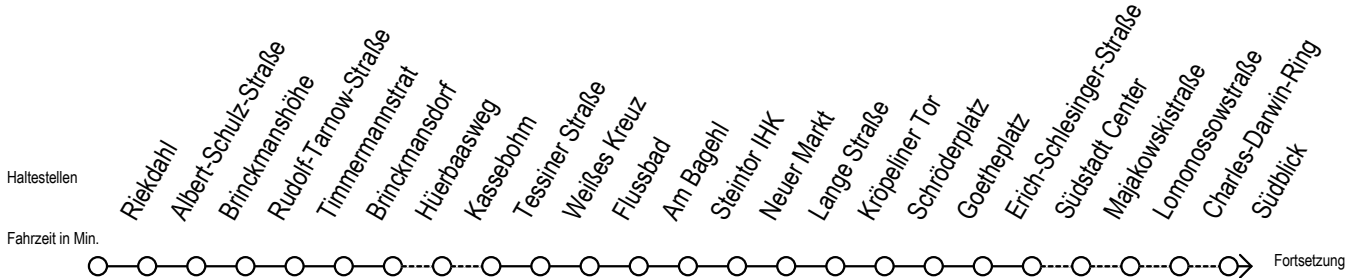 Haltestellen
Riekdahl
Albert-Schulz-Straße
Brinckmanshöhe
Rudolf-Tarnow-Straße
Timmermannstrat
Brinckmansdorf
Hüerbaasweg
Kassebohm
Tessiner Straße
Weißes Kreuz
Flussbad
Am Bagehl
Steintor IHK
Neuer Markt
Lange Straße
Kröpeliner Tor
Schröderplatz
Goetheplatz
Erich-Schlesinger-Straße
Südstadt Center
Majakowskistraße
Lomonossowstraße
Charles-Darwin-Ring
Südblick
Fahrzeit in Min.
Fortsetzung